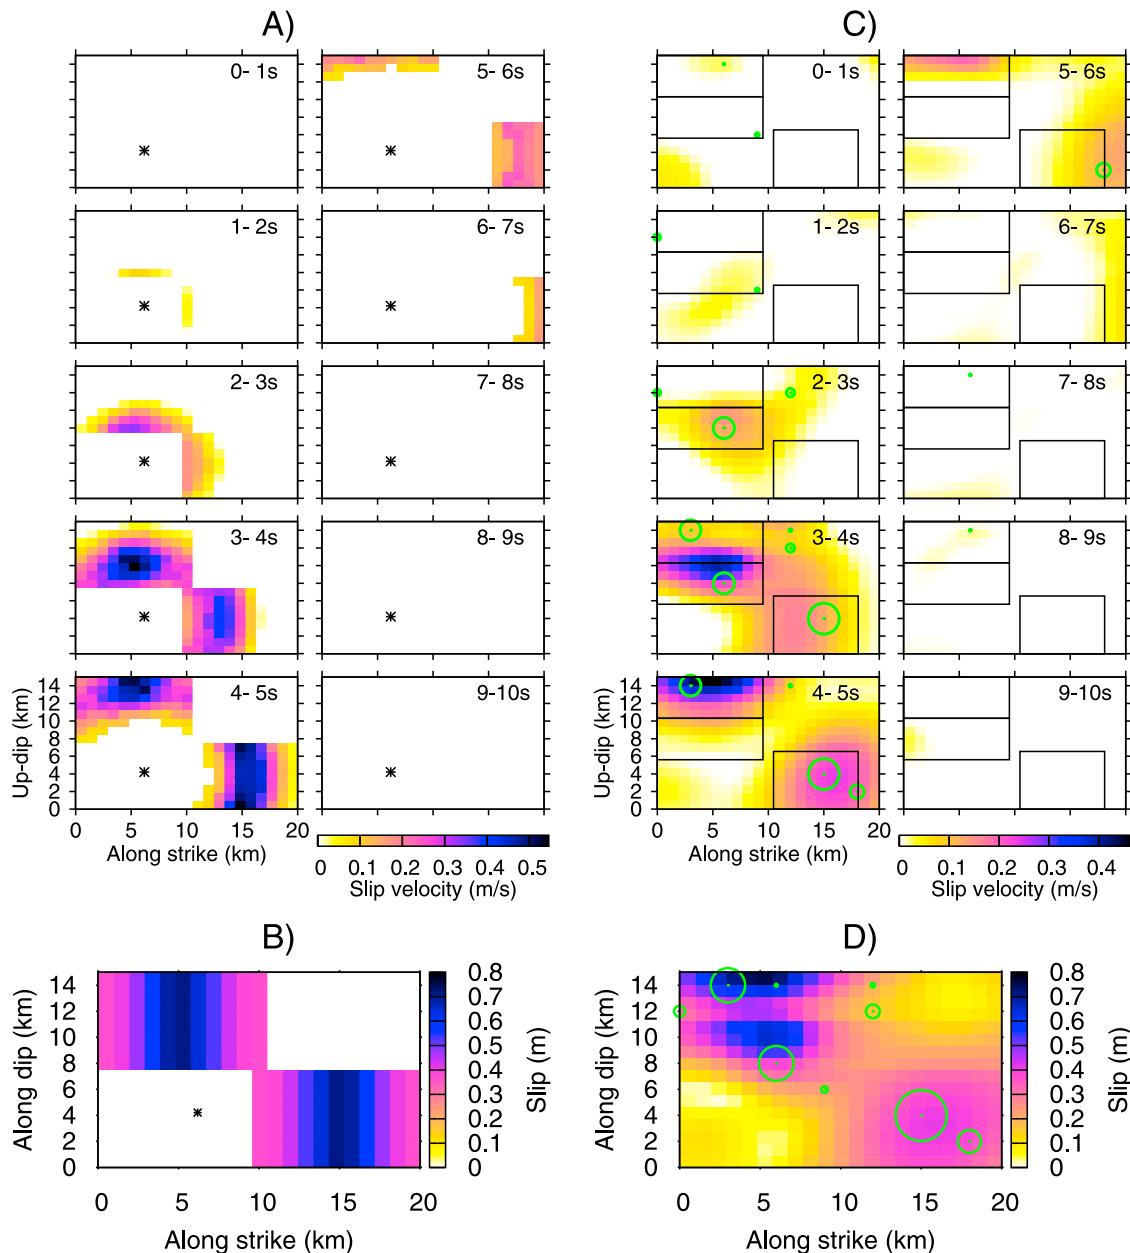 A)
C)
0- 1s
5- 6s
0- 1s
5- 6s
1- 2s
6- 7s
1- 2s
6- 7s
2- 3s
7- 8s
2- 3s
7- 8s
3- 4s
8- 9s
3- 4s
8- 9s
4- 5s
9-10s
4- 5s
9-10s
Up-dip (km)
14
12
10
8
6
4
2
0
Up-dip (km)
14
12
10
8
6
4
2
0
0 5 10 15 20
Along strike (km)
0 0.1 0.2 0.3 0.4 0.5
Slip velocity (m/s)
0 5 10 15 20
Along strike (km)
0 0.1 0.2 0.3 0.4
Slip velocity (m/s)
B)
D)
Along dip (km)
14
12
10
8
6
4
2
0
0 5 10 15 20
Along strike (km)
0.8
0.7
0.6
0.5
0.4
0.3
0.2
0.1
0
Slip (m)
Along dip (km)
14
12
10
8
6
4
2
0
0 5 10 15 20
Along strike (km)
0.8
0.7
0.6
0.5
0.4
0.3
0.2
0.1
0
Slip (m)